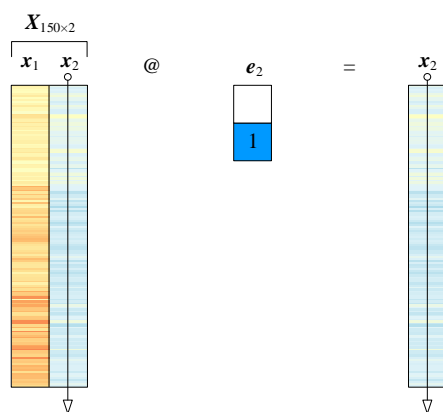 X₁₅₀×₂
x₁ x₂ @ e₂ = x₂
1